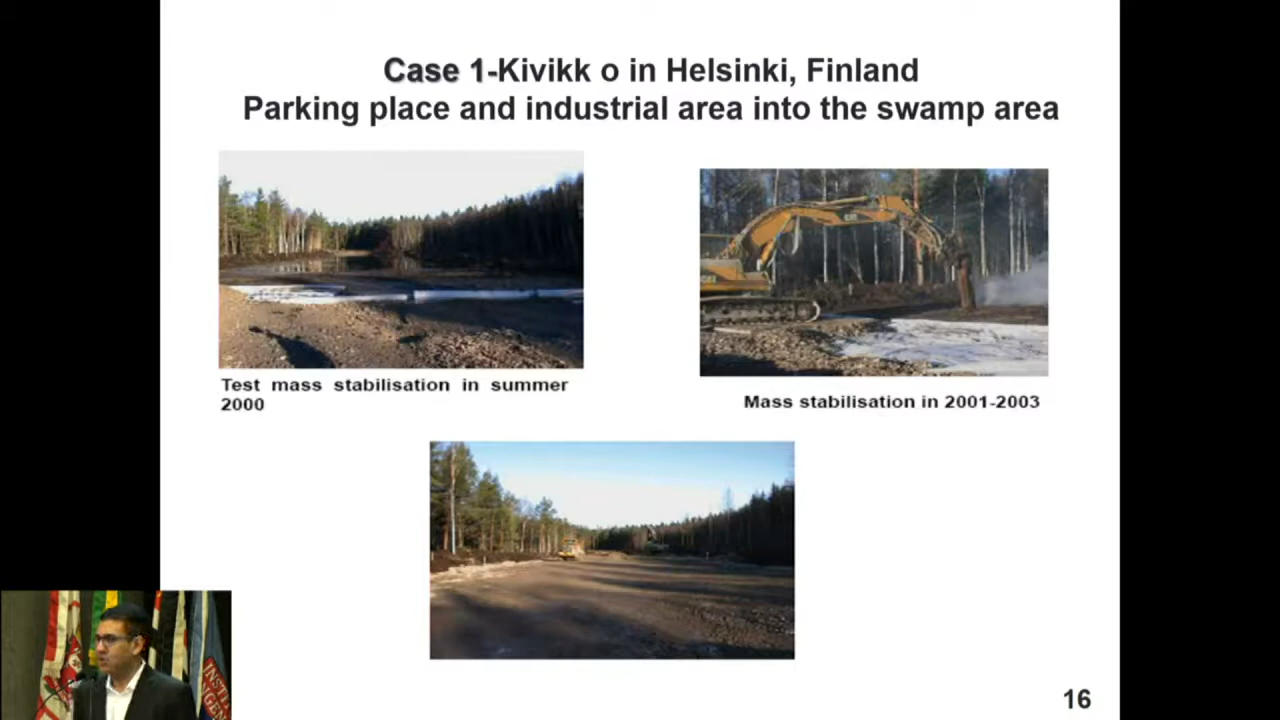 Case 1-Kivikk o in Helsinki, Finland
Parking place and industrial area into the swamp area
Test mass stabilisation in summer
2000
Mass stabilisation in 2001-2003
16